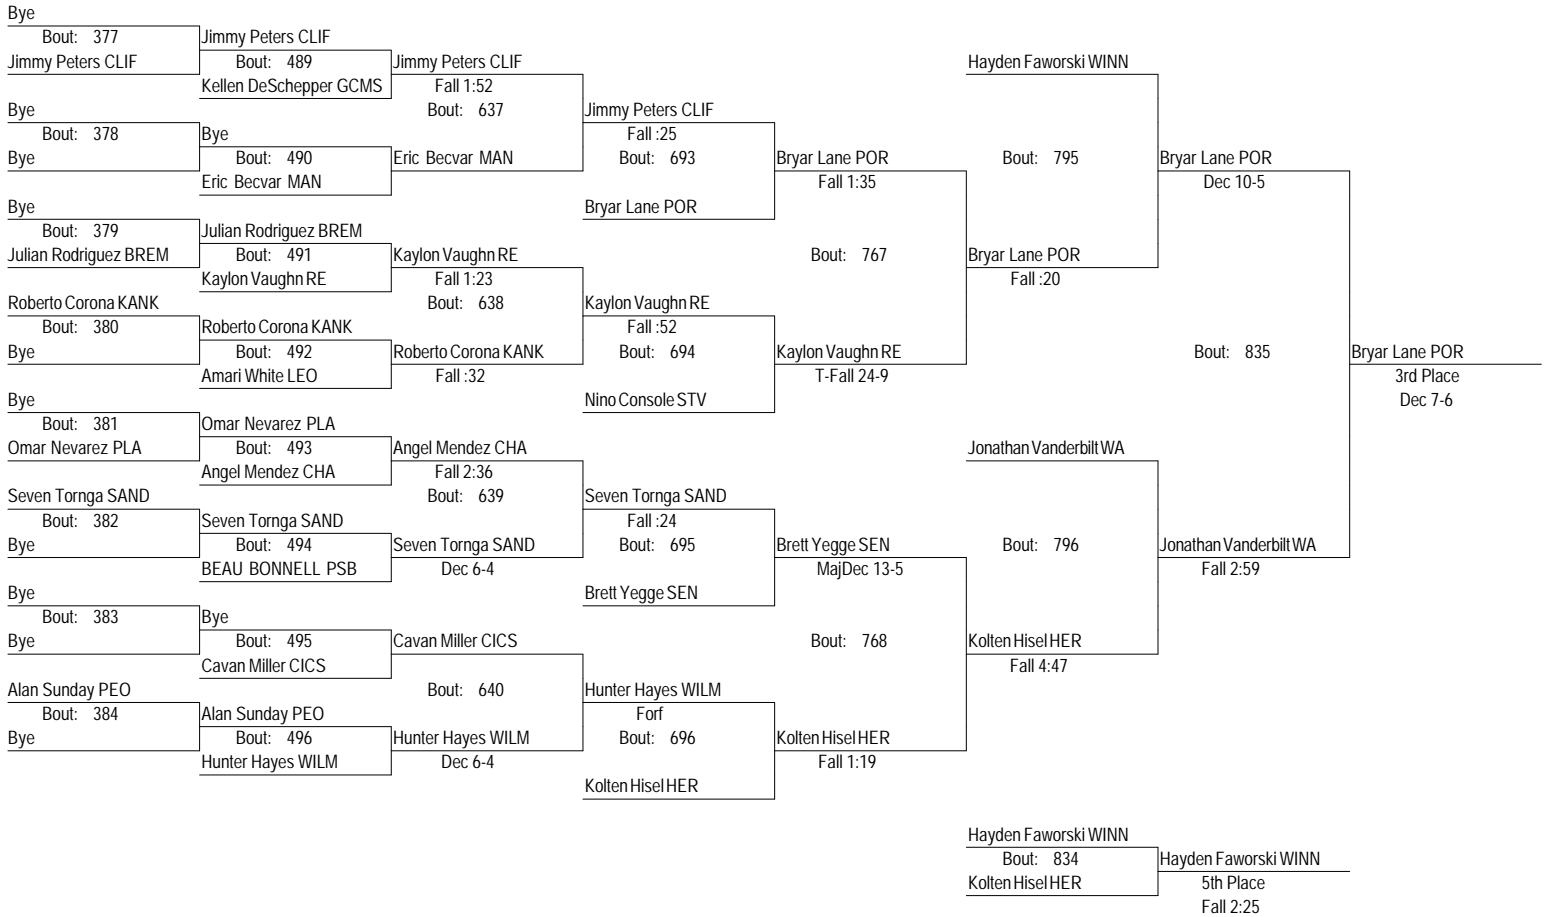 Bye
Bout: 377
Jimmy Peters CLIF
Bye
Bout: 378
Bye
Bye
Bout: 379
Julian Rodriguez BREM
Roberto Corona KANK
Bout: 380
Bye
Bye
Bout: 381
Omar Nevarez PLA
Seven Tornga SAND
Bout: 382
Bye
Bye
Bout: 383
Bye
Alan Sunday PEO
Bout: 384
Bye
Jimmy Peters CLIF
Bout: 489
Kellen DeSchepper GCMS
Bye
Bout: 490
Eric Becvar MAN
Julian Rodriguez BREM
Bout: 491
Kaylon Vaughn RE
Roberto Corona KANK
Bout: 492
Amari White LEO
Omar Nevarez PLA
Bout: 493
Angel Mendez CHA
Seven Tornga SAND
Bout: 494
BEAU BONNELL PSB
Bye
Bout: 495
Cavan Miller CICS
Alan Sunday PEO
Bout: 496
Hunter Hayes WILM
Jimmy Peters CLIF
Fall 1:52
Bout: 637
Eric Becvar MAN
Kaylon Vaughn RE
Fall 1:23
Bout: 638
Roberto Corona KANK
Fall :32
Angel Mendez CHA
Fall 2:36
Bout: 639
Seven Tornga SAND
Dec 6-4
Cavan Miller CICS
Bout: 640
Hunter Hayes WILM
Dec 6-4
Jimmy Peters CLIF
Fall :25
Bout: 693
Bryar Lane POR
Kaylon Vaughn RE
Fall :52
Bout: 694
Nino Console STV
Seven Tornga SAND
Fall :24
Bout: 695
Brett Yegge SEN
Hunter Hayes WILM
Forf
Bout: 696
Kolten Hisel HER
Bryar Lane POR
Fall 1:35
Bout: 767
Kaylon Vaughn RE
T-Fall 24-9
Brett Yegge SEN
MajDec 13-5
Bout: 768
Kolten Hisel HER
Fall 1:19
Hayden Faworski WINN
Bout: 795
Bryar Lane POR
Fall :20
Jonathan Vanderbilt WA
Bout: 796
Kolten Hisel HER
Fall 4:47
Bryar Lane POR
Dec 10-5
Bout: 835
Jonathan Vanderbilt WA
Fall 2:59
Bryar Lane POR
3rd Place
Dec 7-6
Hayden Faworski WINN
Bout: 834
Kolten Hisel HER
Hayden Faworski WINN
5th Place
Fall 2:25